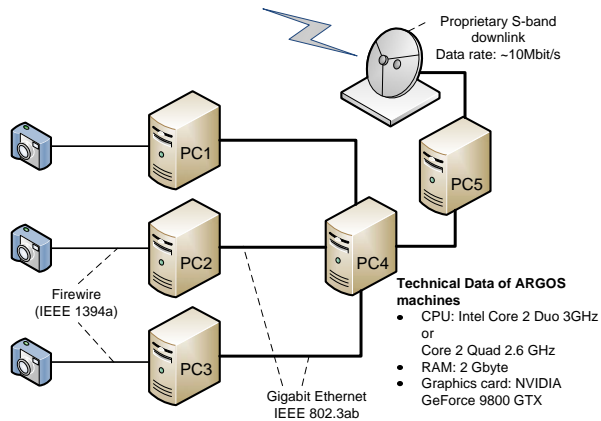 Proprietary S-band
downlink
Data rate: ~10Mbit/s
PC1
PC5
PC2
PC4
Firewire
(IEEE 1394a)
PC3
Gigabit Ethernet
IEEE 802.3ab
Technical Data of ARGOS
machines
• CPU: Intel Core 2 Duo 3GHz
or
Core 2 Quad 2.6 GHz
• RAM: 2 Gbyte
• Graphics card: NVIDIA
GeForce 9800 GTX